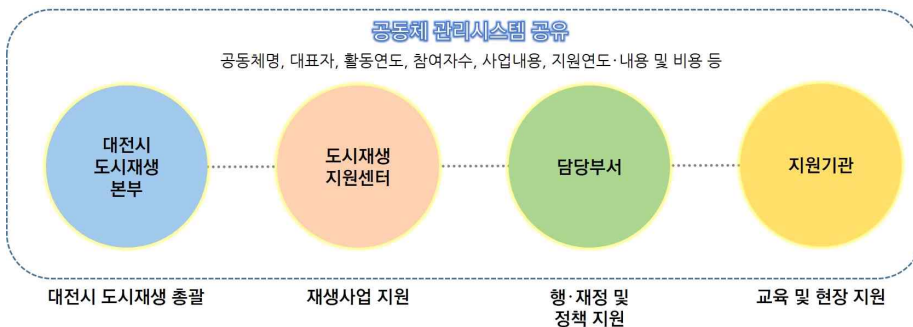 공동체 관리시스템 공유
공동체명, 대표자, 활동연도, 참여자수, 사업내용, 지원연도·내용 및 비용 등
대전시
도시재생
본부
도시재생
지원센터
담당부서
지원기관
대전시 도시재생 총괄
재생사업 지원
행·재정 및
정책 지원
교육 및 현장 지원